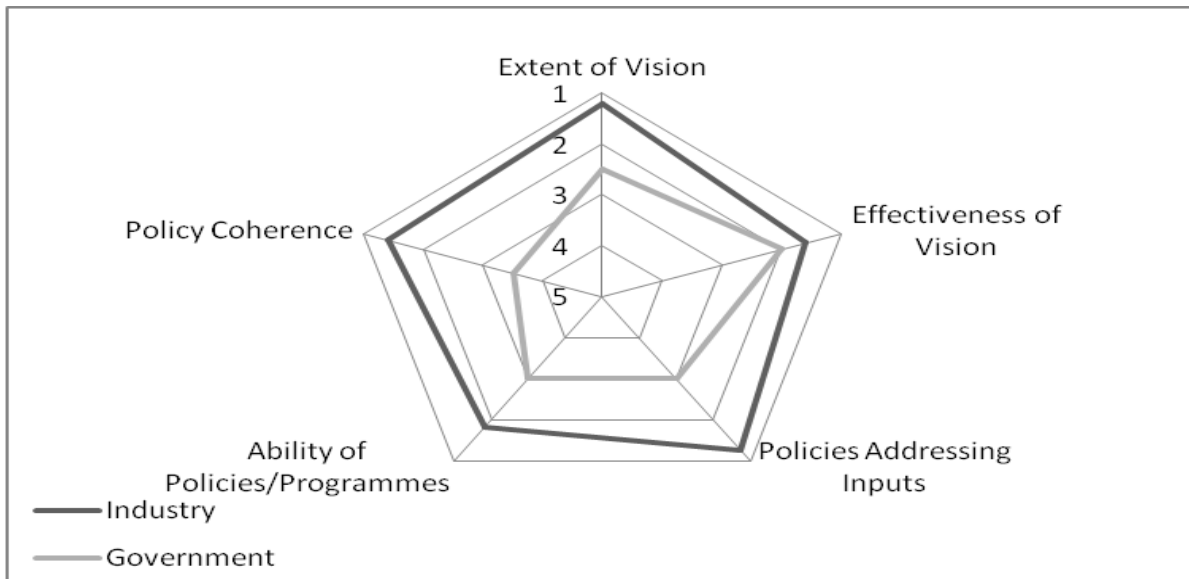 Extent of Vision
1
2
3
4
5
Effectiveness of
Vision
Policy Coherence
Ability of
Policies/Programmes
Policies Addressing
Inputs
Industry
Government